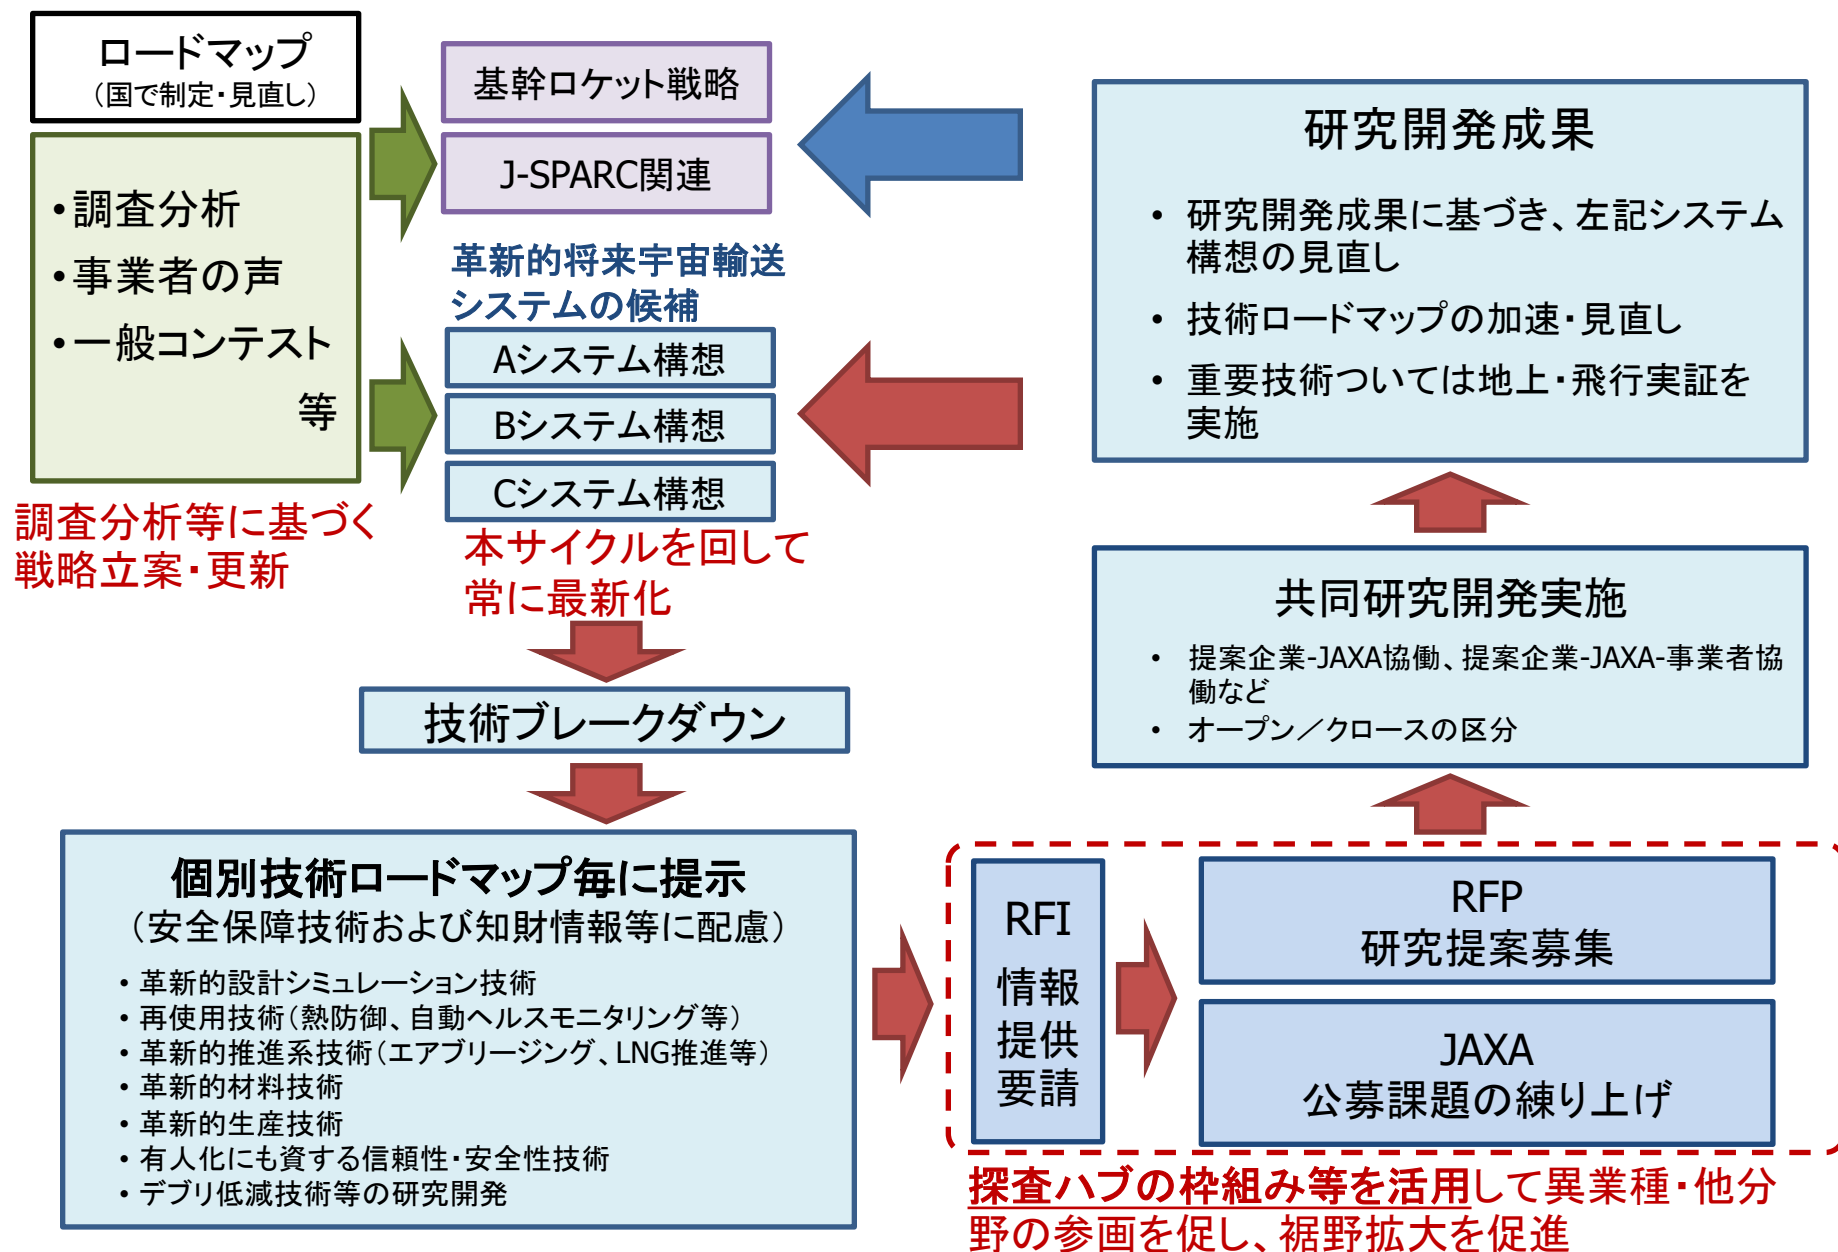 ロードマップ
（国で制定・見直し）
・調査分析
・事業者の声
・一般コンテスト
等
調査分析等に基づく
戦略立案・更新
基幹ロケット戦略
J-SPARC関連
革新的将来宇宙輸送
システムの候補
Aシステム構想
Bシステム構想
Cシステム構想
本サイクルを回して
常に最新化
技術ブレークダウン
個別技術ロードマップ毎に提示
（安全保障技術および知財情報等に配慮）
・革新的設計シミュレーション技術
・再使用技術（熱防御、自動ヘルスモニタリング等）
・革新的推進系技術（エアブリージング、LNG推進等）
・革新的材料技術
・革新的生産技術
・有人化にも資する信頼性・安全性技術
・デブリ低減技術等の研究開発
RFI
情報
提供
要請
RFP
研究提案募集
JAXA
公募課題の練り上げ
探査ハブの枠組み等を活用して異業種・他分
野の参画を促し、裾野拡大を促進
共同研究開発実施
• 提案企業-JAXA協働、提案企業-JAXA-事業者協
働など
• オープン／クロースの区分
研究開発成果
• 研究開発成果に基づき、左記システム
構想の見直し
• 技術ロードマップの加速・見直し
• 重要技術ついては地上・飛行実証を
実施